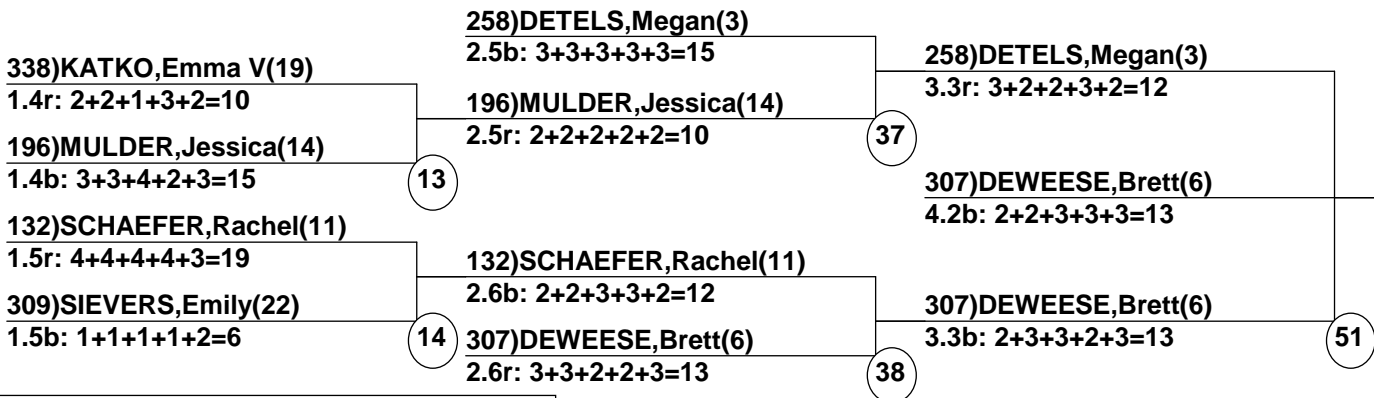 338)KATKO,Emma V(19)
1.4r: 2+2+1+3+2=10
196)MULDER,Jessica(14)
1.4b: 3+3+4+2+3=15
13
132)SCHAEFER,Rachel(11)
1.5r: 4+4+4+4+3=19
309)SIEVERS,Emily(22)
1.5b: 1+1+1+1+2=6
14
258)DETELS,Megan(3)
2.5b: 3+3+3+3+3=15
196)MULDER,Jessica(14)
2.5r: 2+2+2+2+2=10
37
132)SCHAEFER,Rachel(11)
2.6b: 2+2+3+3+2=12
307)DEWEESE,Brett(6)
2.6r: 3+3+2+2+3=13
38
258)DETELS,Megan(3)
3.3r: 3+2+2+3+2=12
307)DEWEESE,Brett(6)
4.2b: 2+2+3+3+3=13
307)DEWEESE,Brett(6)
3.3b: 2+3+3+2+3=13
51